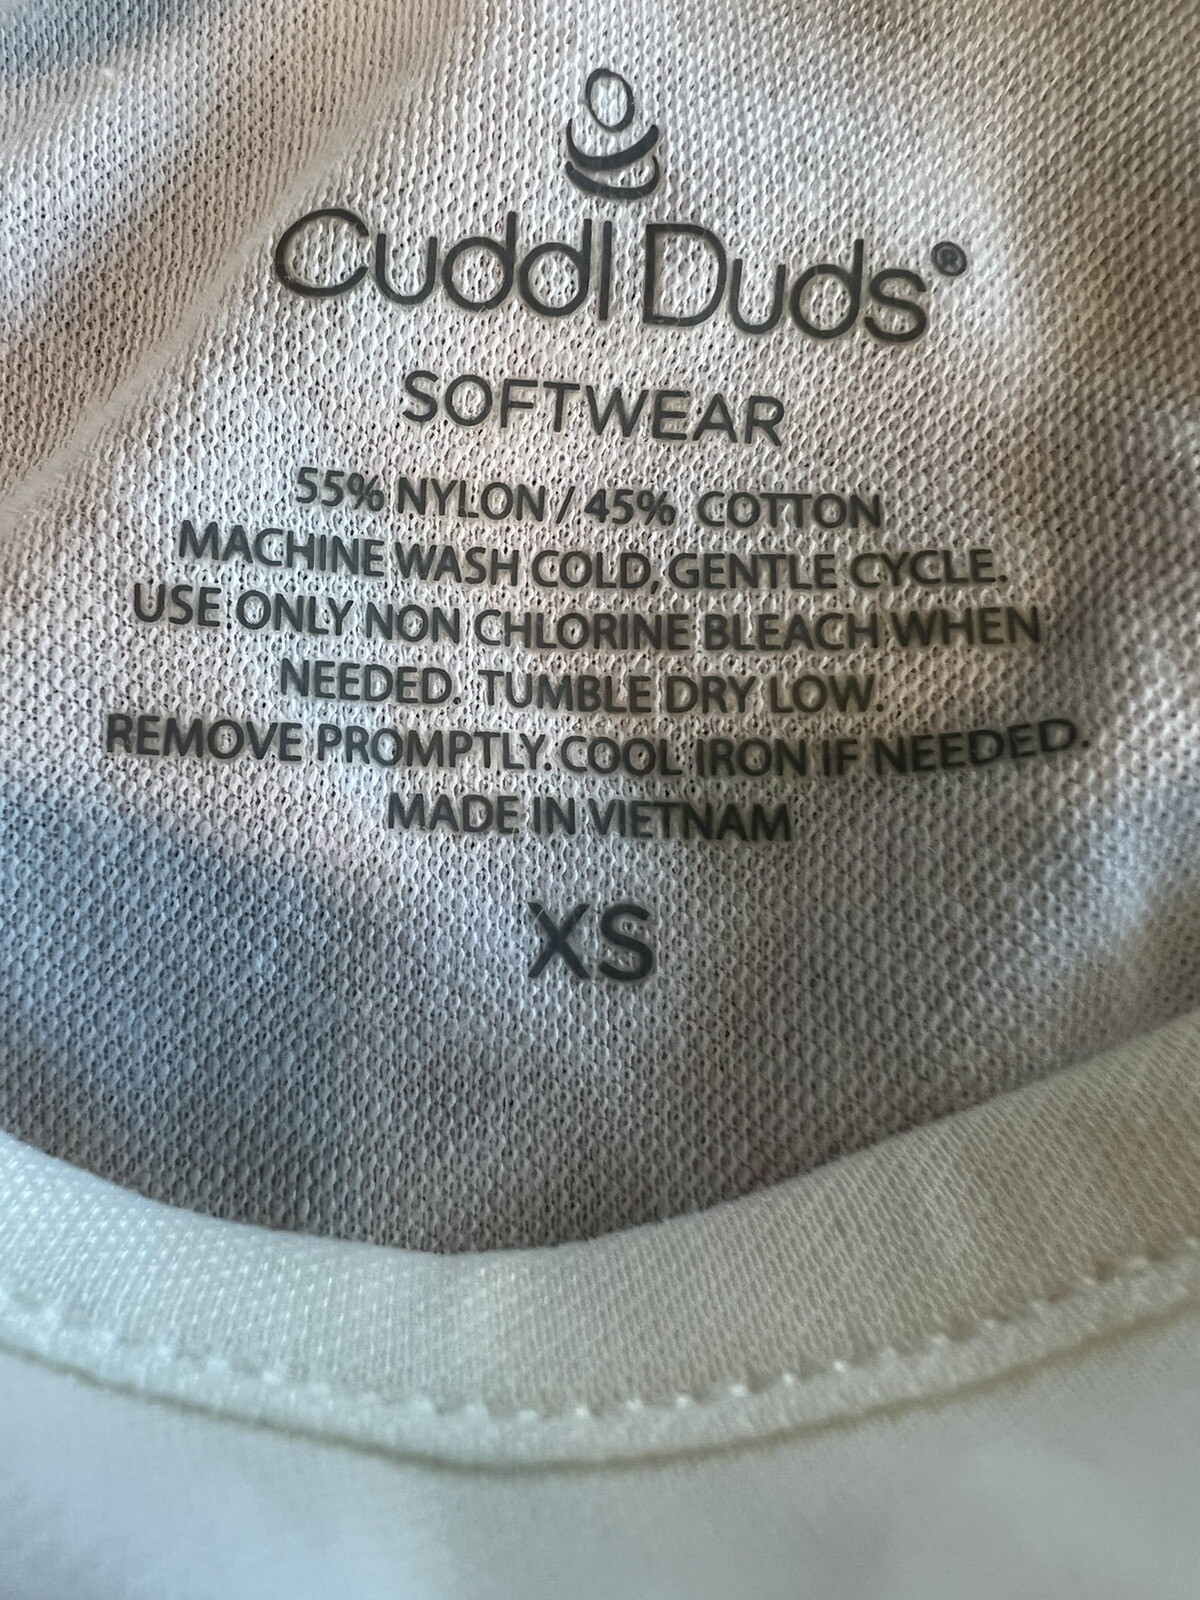 Cuddl Duds®
SOFTWEAR
55% NYLON / 45% COTTON
MACHINE WASH COLD, GENTLE CYCLE.
USE ONLY NON CHLORINE BLEACH WHEN
NEEDED. TUMBLE DRY LOW.
REMOVE PROMPTLY. COOL IRON IF NEEDED.
MADE IN VIETNAM
XS